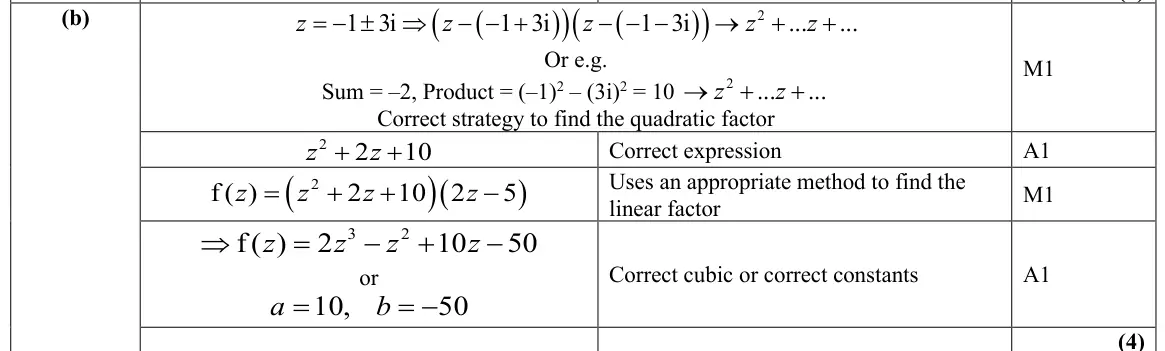 (b)
z = −1 ± 3i ⇒ (z − (−1 + 3i))(z − (−1 − 3i)) → z² + ...z + ...
Or e.g.
Sum = –2, Product = (–1)² – (3i)² = 10 → z² + ...z + ...
Correct strategy to find the quadratic factor
M1
z² + 2z + 10
Correct expression
A1
f(z) = (z² + 2z + 10)(2z − 5)
Uses an appropriate method to find the
linear factor
M1
⇒ f(z) = 2z³ − z² + 10z − 50
or
a = 10, b = −50
Correct cubic or correct constants
A1
(4)